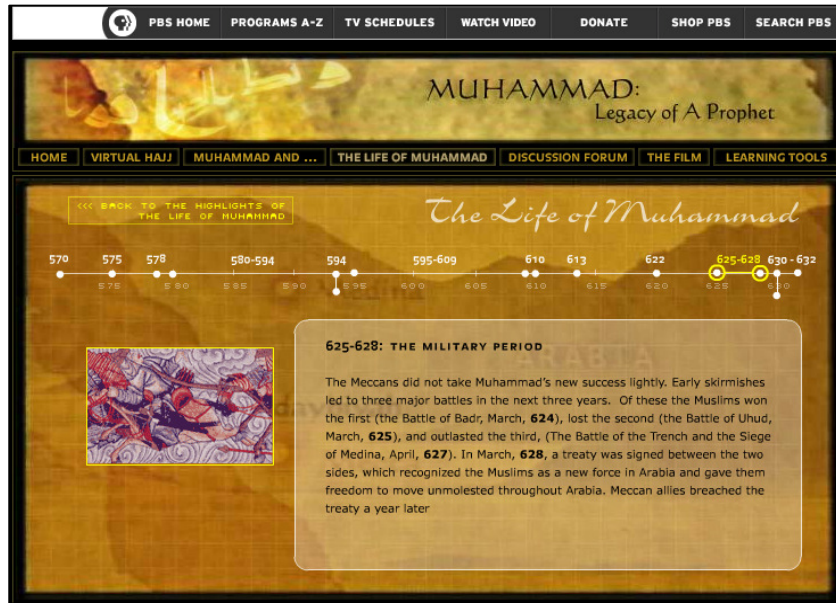 PBS HOME PROGRAMS A-Z TV SCHEDULES WATCH VIDEO DONATE SHOP PBS SEARCH PBS
MUHAMMAD:
Legacy of A Prophet
HOME VIRTUAL HAJJ MUHAMMAD AND ... THE LIFE OF MUHAMMAD DISCUSSION FORUM THE FILM LEARNING TOOLS
<<< BACK TO THE HIGHLIGHTS OF
THE LIFE OF MUHAMMAD
The Life of Muhammad
570 575 578 580-594 594 595-609 610 613 622 625-628 630 - 632
575 580 585 590 595 600 605 610 615 620 625 630
625-628: THE MILITARY PERIOD
ARABIA
The Meccans did not take Muhammad's new success lightly. Early skirmishes
led to three major battles in the next three years. Of these the Muslims won
the first (the Battle of Badr, March, 624), lost the second (the Battle of Uhud,
March, 625), and outlasted the third, (The Battle of the Trench and the Siege
of Medina, April, 627). In March, 628, a treaty was signed between the two
sides, which recognized the Muslims as a new force in Arabia and gave them
freedom to move unmolested throughout Arabia. Meccan allies breached the
treaty a year later